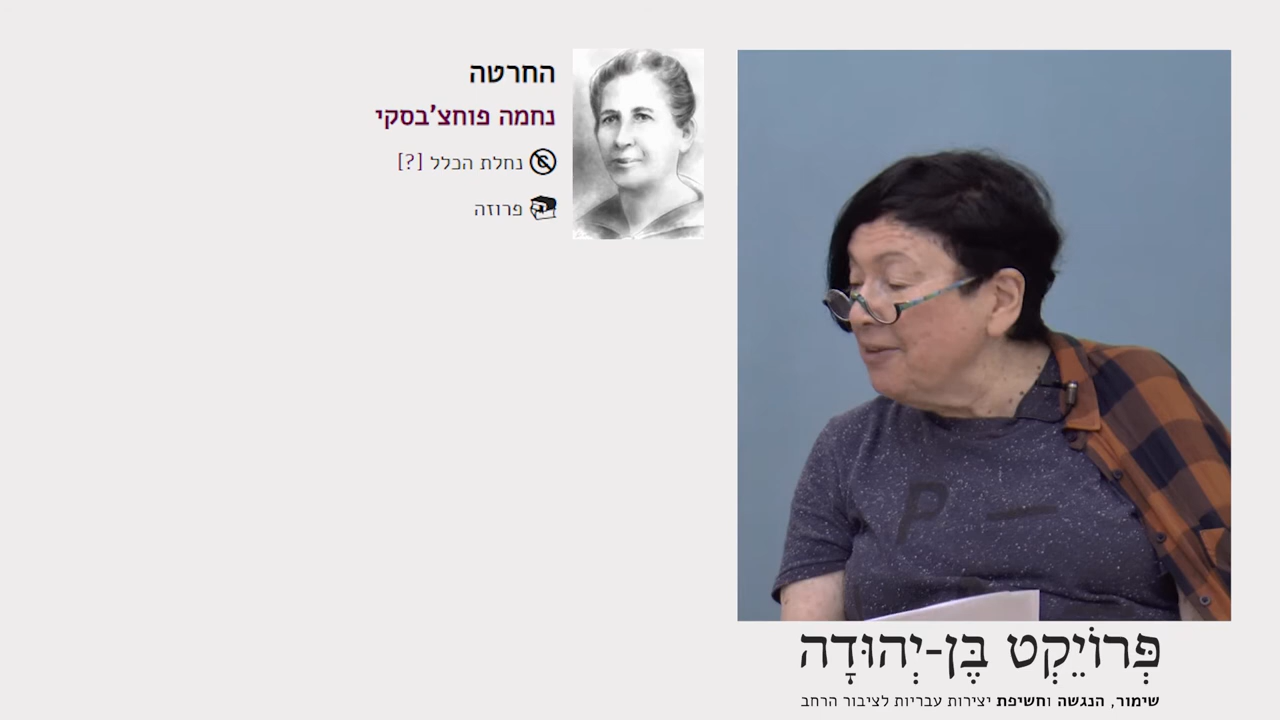 החרטה
נחמה פוחצ'בסקי
נחלת הכלל [?]
פרוזה
P –
פְּרוֹיֵקְט בֶּן-יְהוּדָה
שימור, הנגשה וחשיפת יצירות עבריות לציבור הרחב